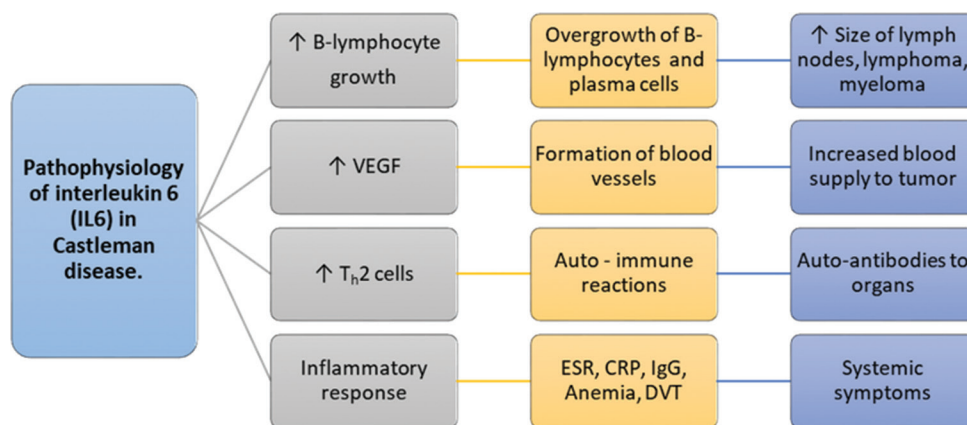 Pathophysiology
of interleukin 6
(IL6) in
Castleman
disease.
↑ B-lymphocyte
growth
Overgrowth of B-
lymphocytes and
plasma cells
↑ Size of lymph
nodes, lymphoma,
myeloma
↑ VEGF
Formation of blood
vessels
Increased blood
supply to tumor
↑ Th2 cells
Auto - immune
reactions
Auto-antibodies to
organs
Inflammatory
response
ESR, CRP, IgG,
Anemia, DVT
Systemic
symptoms